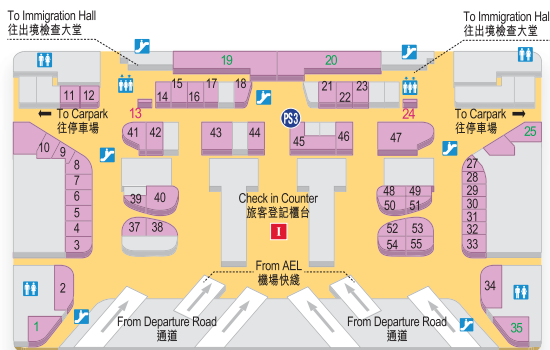 To Immigration Hall
往出境檢查大堂
To Immigration Hal
往出境檢查大堂
19
20
11 12
14 15 16 17 18
21 22 23
13
24
PS3
To Carpark
往停車場
To Carpark
往停車場
25
10 9 8
41 42
43 44
45 46
47
7
6
5
4
3
27
28
29
30
31
32
33
39 40
37 38
Check in Counter
旅客登記櫃台
i
48 49
50 51
52 53
54 55
From AEL
機場快綫
2
1
34
35
From Departure Road
通道
From Departure Road
通道